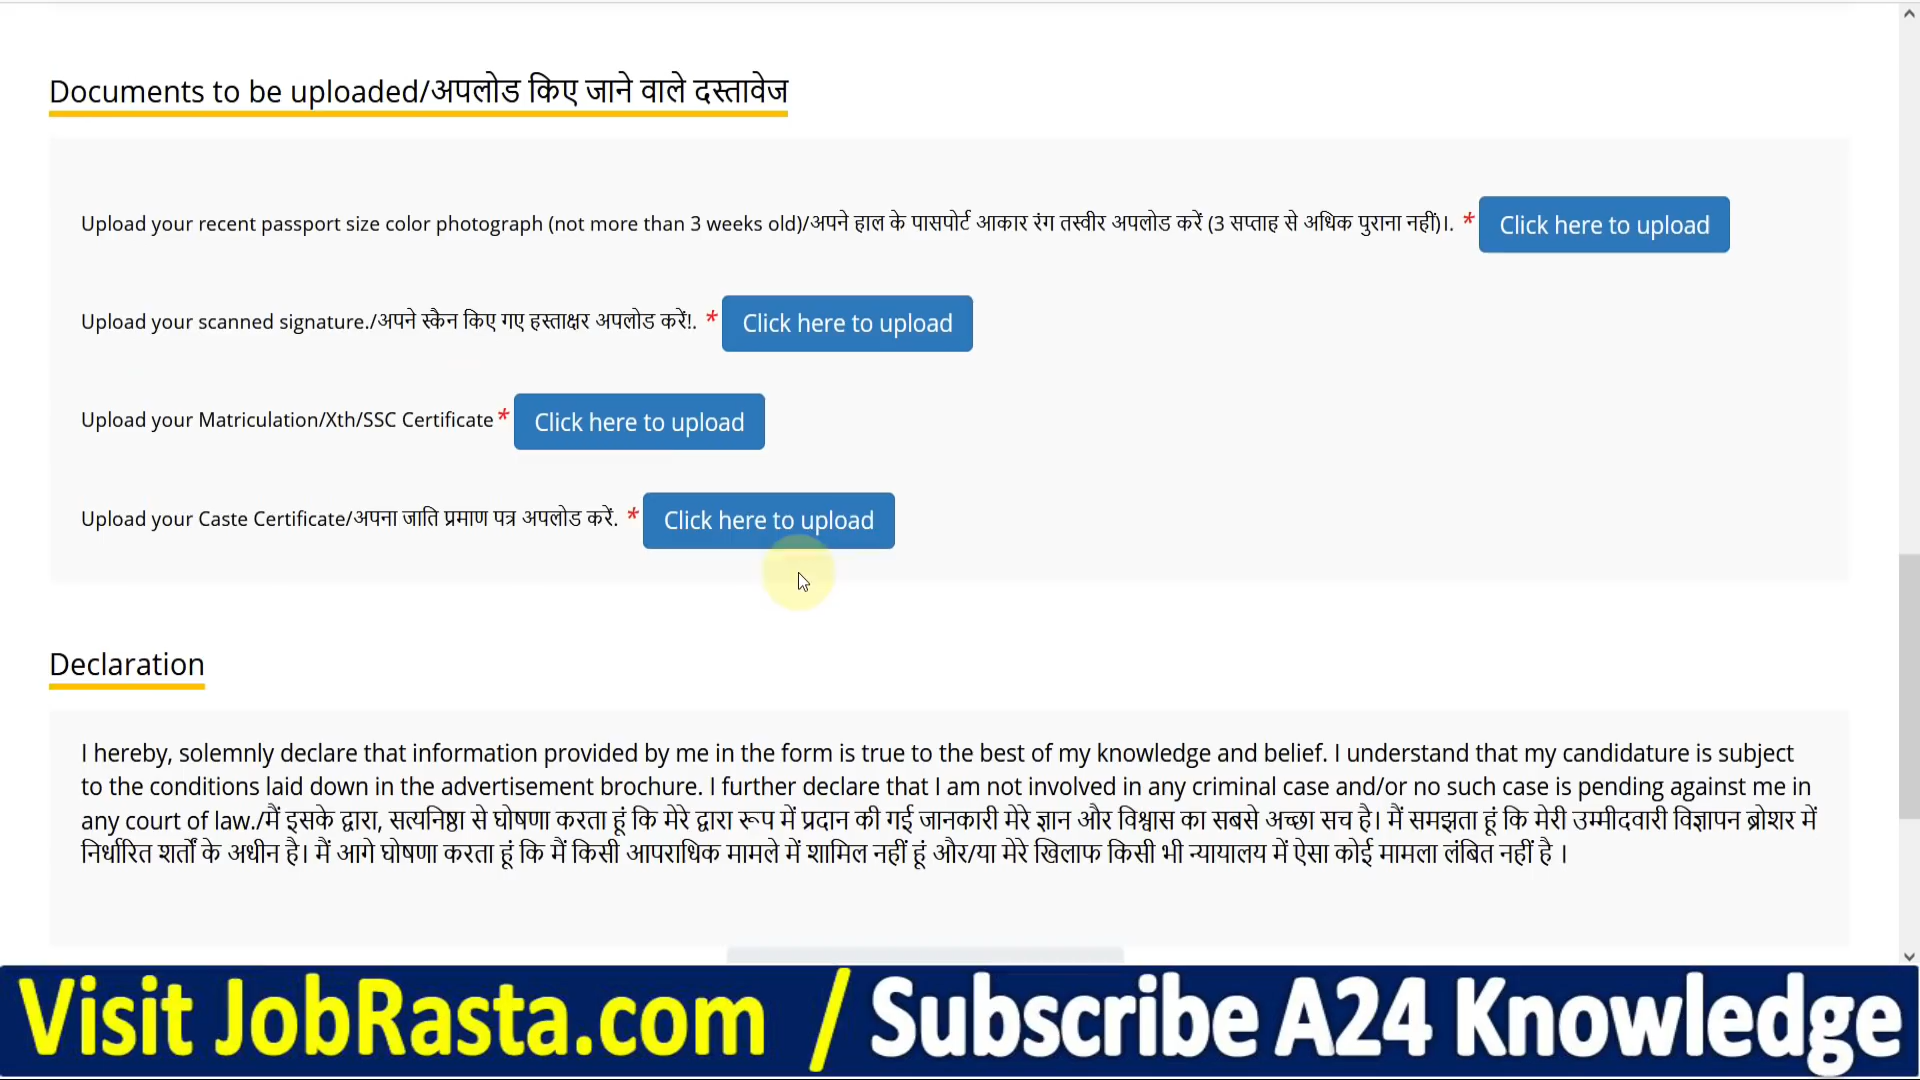 Documents to be uploaded/अपलोड किए जाने वाले दस्तावेज
Upload your recent passport size color photograph (not more than 3 weeks old)/अपने हाल के पासपोर्ट आकार रंग तस्वीर अपलोड करें (3 सप्ताह से अधिक पुराना नहीं)।. * Click here to upload
Upload your scanned signature./अपने स्कैन किए गए हस्ताक्षर अपलोड करें!. * Click here to upload
Upload your Matriculation/Xth/SSC Certificate * Click here to upload
Upload your Caste Certificate/अपना जाति प्रमाण पत्र अपलोड करें. * Click here to upload
Declaration
I hereby, solemnly declare that information provided by me in the form is true to the best of my knowledge and belief. I understand that my candidature is subject
to the conditions laid down in the advertisement brochure. I further declare that I am not involved in any criminal case and/or no such case is pending against me in
any court of law./मैं इसके द्वारा, सत्यनिष्ठा से घोषणा करता हूं कि मेरे द्वारा रूप में प्रदान की गई जानकारी मेरे ज्ञान और विश्वास का सबसे अच्छा सच है। मैं समझता हूं कि मेरी उम्मीदवारी विज्ञापन ब्रोशर में
निर्धारित शर्तों के अधीन है। मैं आगे घोषणा करता हूं कि मैं किसी आपराधिक मामले में शामिल नहीं हूं और/या मेरे खिलाफ किसी भी न्यायालय में ऐसा कोई मामला लंबित नहीं है ।
Visit JobRasta.com / Subscribe A24 Knowledge